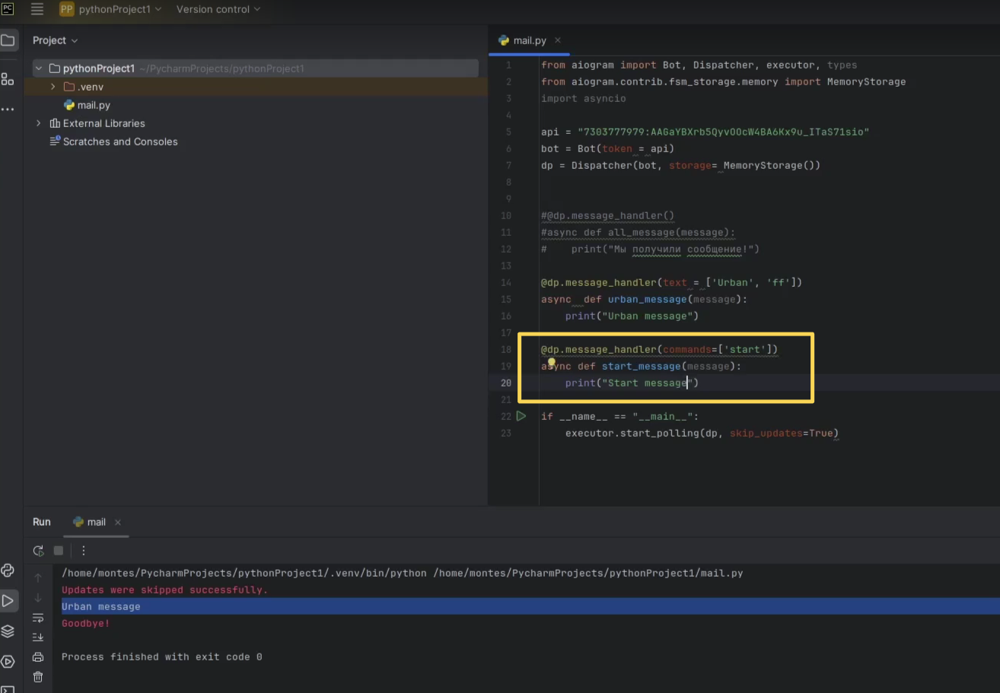 PC
PP pythonProject1 Version control
Project
pythonProject1 ~/PycharmProjects/pythonProject1
.venv
mail.py
External Libraries
Scratches and Consoles
mail.py
1 from aiogram import Bot, Dispatcher, executor, types
2 from aiogram.contrib.fsm_storage.memory import MemoryStorage
3 import asyncio
4
5 api = "7303777979:AAGaYBXrb5QyvOOcW4BA6Kx9u_ITaS71sio"
6 bot = Bot(token = api)
7 dp = Dispatcher(bot, storage= MemoryStorage())
8
9
10 #@dp.message_handler()
11 #async def all_message(message):
12 #    print("Мы получили сообщение!")
13
14 @dp.message_handler(text = ['Urban', 'ff'])
15 async  def urban_message(message):
16     print("Urban message")
17
18 @dp.message_handler(commands=['start'])
19 async def start_message(message):
20     print("Start message")
21
22 if __name__ == "__main__":
23     executor.start_polling(dp, skip_updates=True)
Run mail
/home/montes/PycharmProjects/pythonProject1/.venv/bin/python /home/montes/PycharmProjects/pythonProject1/mail.py
Updates were skipped successfully.
Urban message
Goodbye!
Process finished with exit code 0